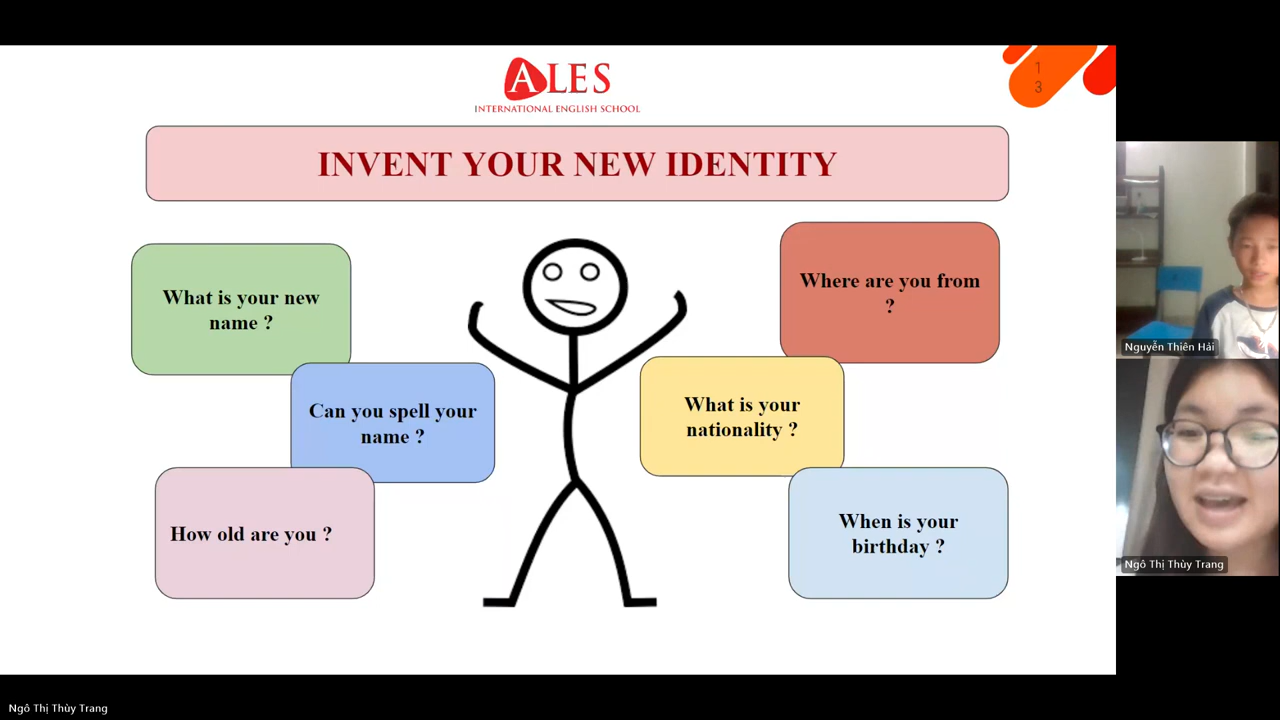 ALES
INTERNATIONAL ENGLISH SCHOOL
1
3
INVENT YOUR NEW IDENTITY
What is your new
name ?
Can you spell your
name ?
How old are you ?
Where are you from
?
What is your
nationality ?
When is your
birthday ?
Nguyễn Thiên Hải
Ngô Thị Thùy Trang
Ngô Thị Thùy Trang